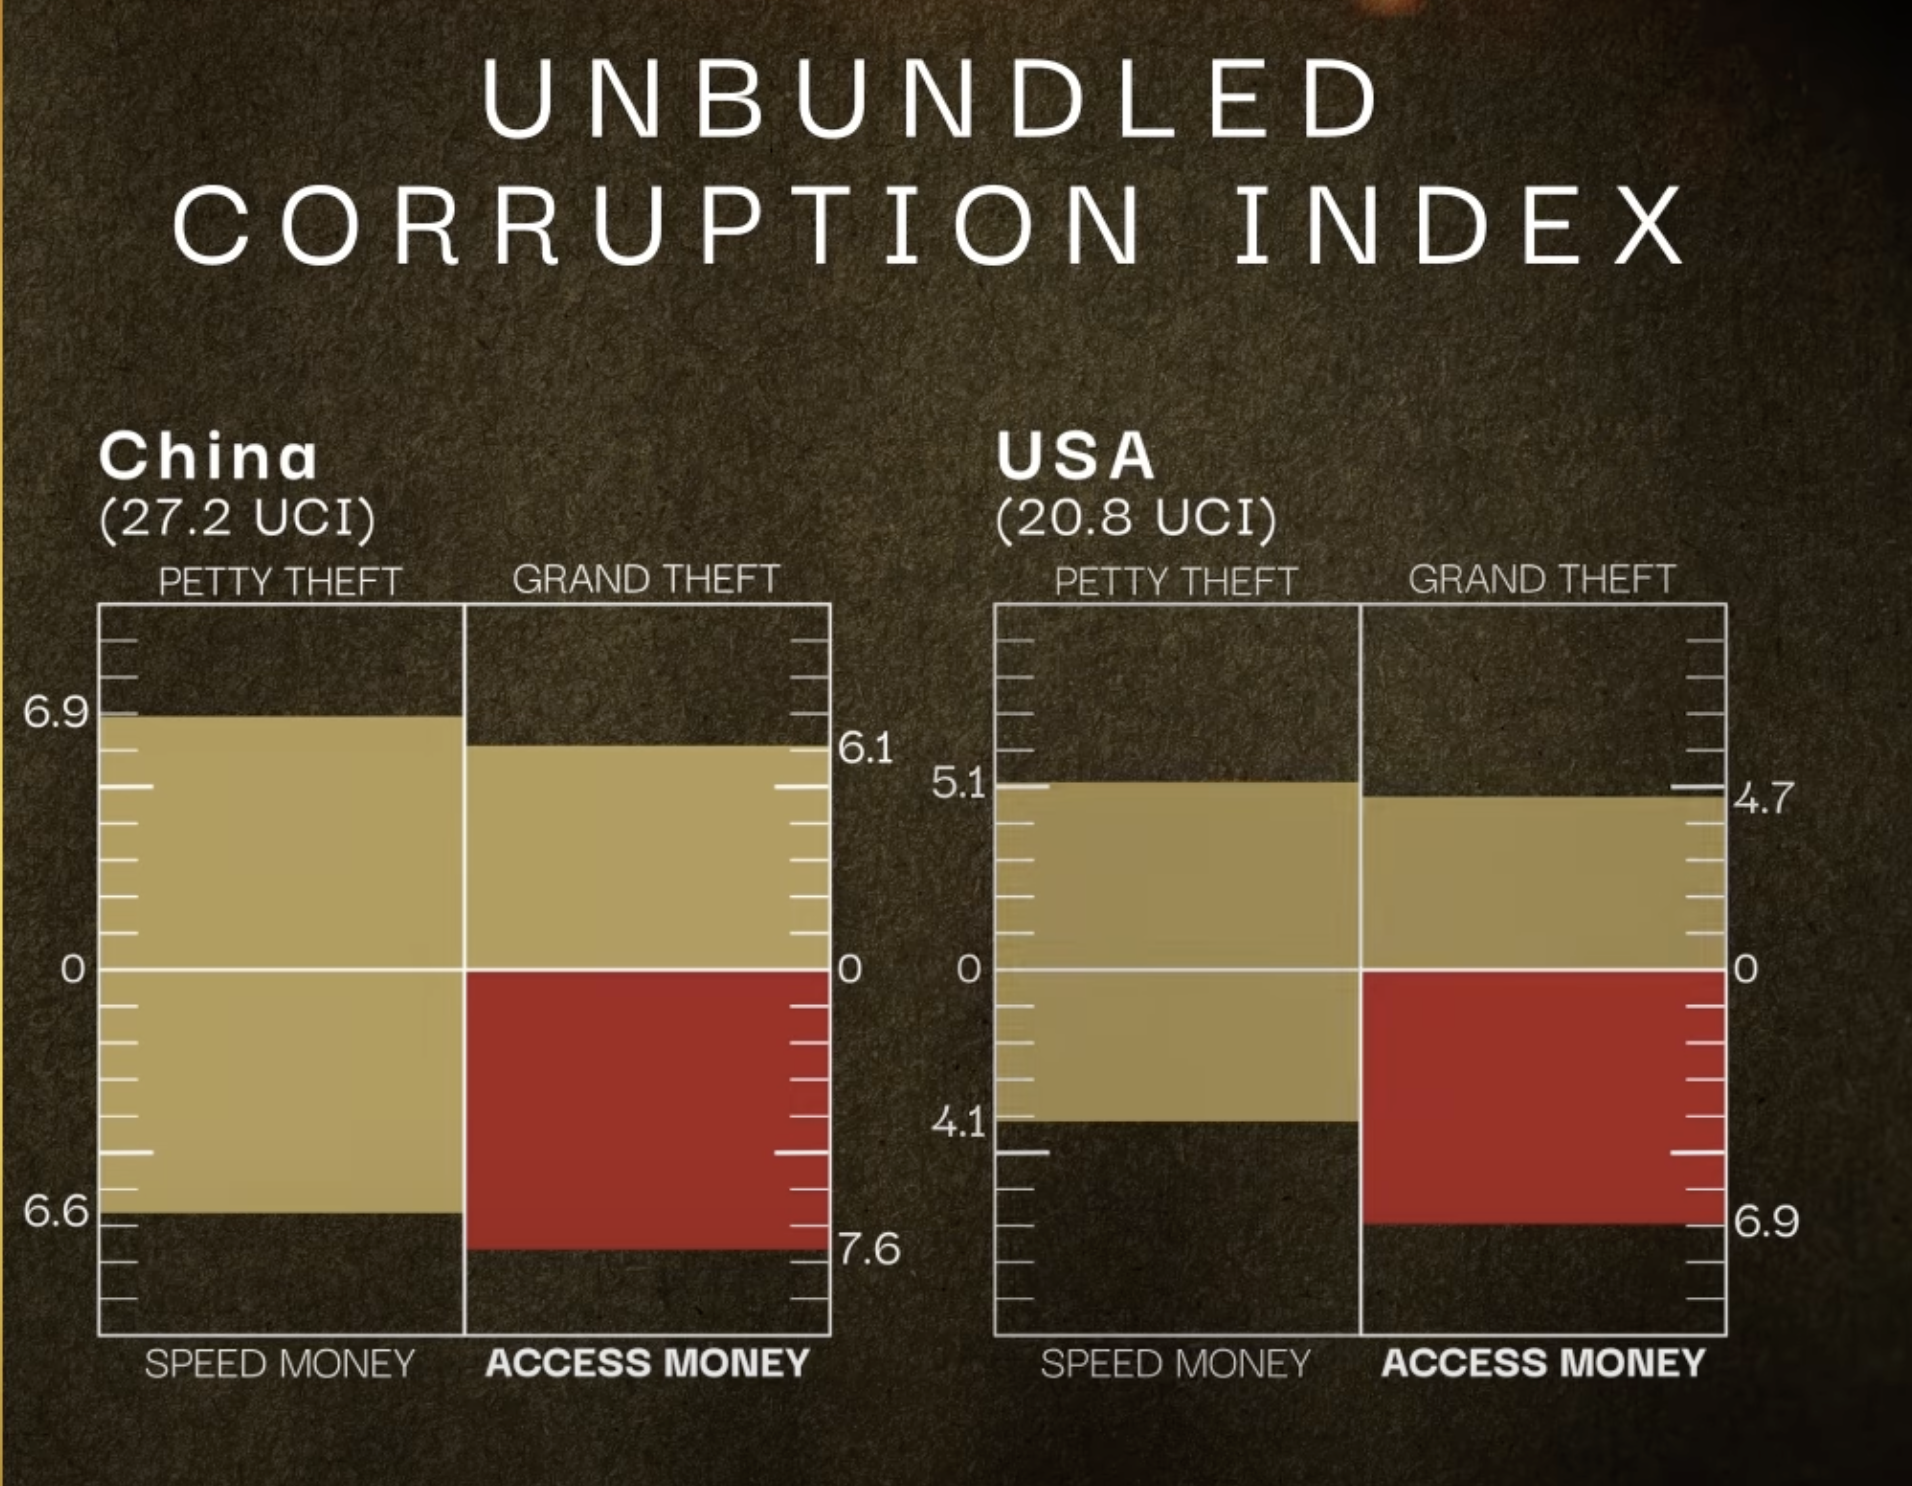 UNBUNDLED
CORRUPTION INDEX
China
(27.2 UCI)
PETTY THEFT
GRAND THEFT
6.9
6.1
0
0
6.6
7.6
SPEED MONEY
ACCESS MONEY
USA
(20.8 UCI)
PETTY THEFT
GRAND THEFT
5.1
4.7
0
0
4.1
6.9
SPEED MONEY
ACCESS MONEY